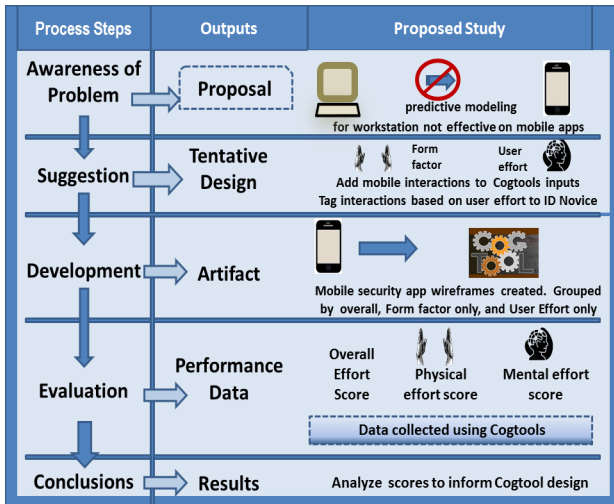 Process Steps
Outputs
Proposed Study
Awareness of
Problem
Proposal
predictive modeling
for workstation not effective on mobile apps
Suggestion
Tentative
Design
Form
factor
User
effort
Add mobile interactions to Cogtools inputs
Tag interactions based on user effort to ID Novice
Development
Artifact
COG
TOOL
Mobile security app wireframes created. Grouped
by overall, Form factor only, and User Effort only
Evaluation
Performance
Data
Overall
Effort
Score
Physical
effort score
Mental effort
score
Data collected using Cogtools
Conclusions
Results
Analyze scores to inform Cogtool design